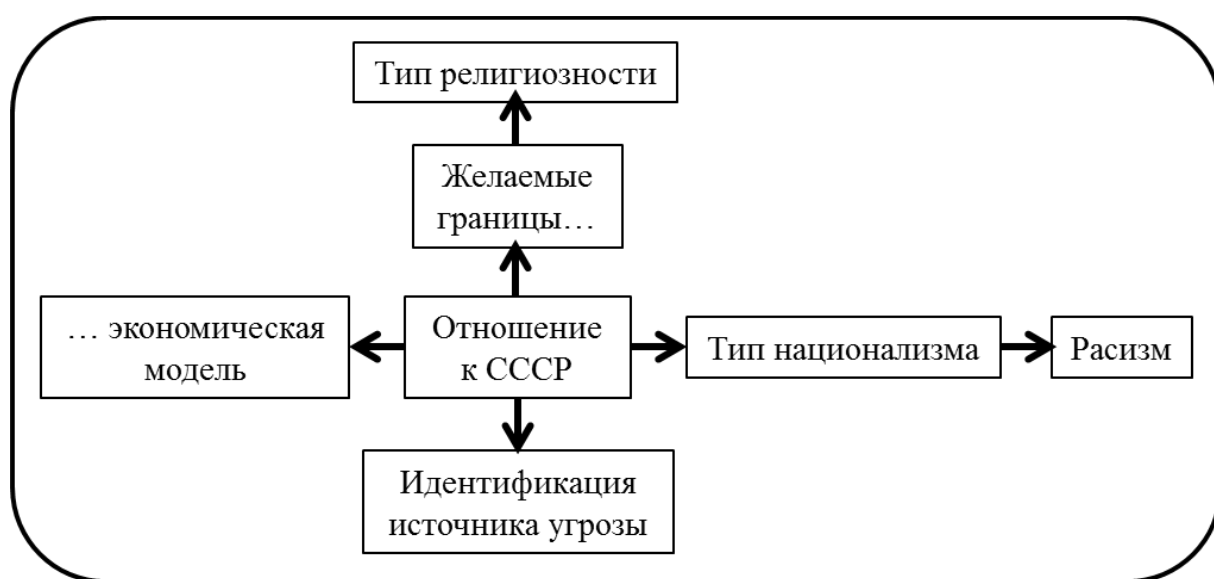 Тип религиозности
Желаемые
границы…
… экономическая
модель
Отношение
к СССР
Тип национализма
Расизм
Идентификация
источника угрозы